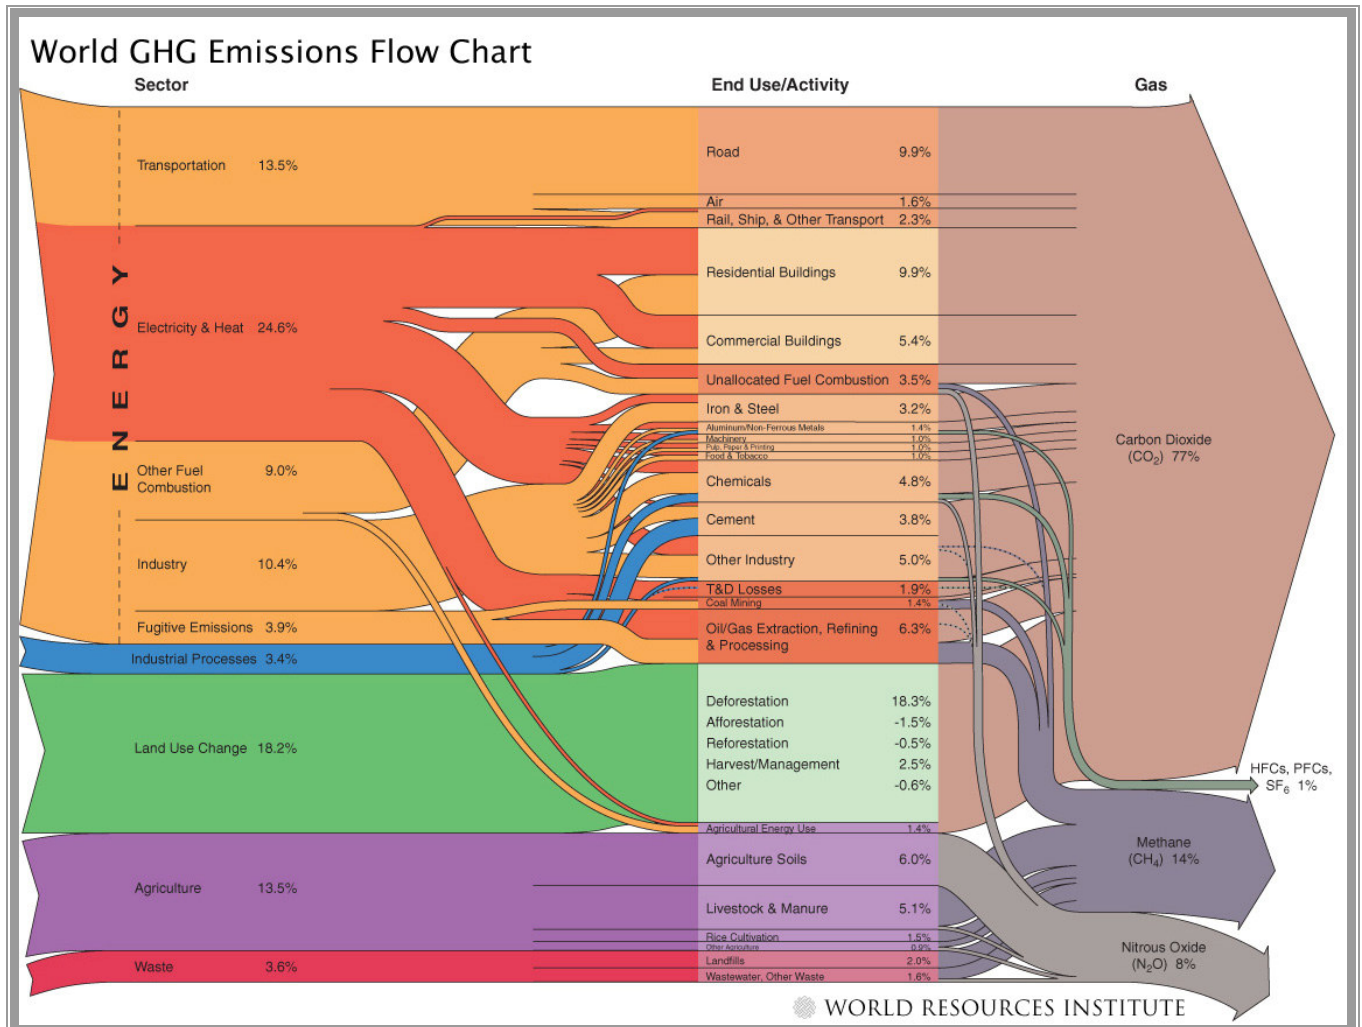 World GHG Emissions Flow Chart
Sector
End Use/Activity
Gas
ENERGY
Transportation 13.5%
Electricity & Heat 24.6%
Other Fuel
Combustion 9.0%
Industry 10.4%
Fugitive Emissions 3.9%
Industrial Processes 3.4%
Land Use Change 18.2%
Agriculture 13.5%
Waste 3.6%
Road 9.9%
Air 1.6%
Rail, Ship, & Other Transport 2.3%
Residential Buildings 9.9%
Commercial Buildings 5.4%
Unallocated Fuel Combustion 3.5%
Iron & Steel 3.2%
Aluminum/Non-Ferrous Metals 1.4%
Machinery 1.0%
Pulp, Paper & Printing 1.0%
Food & Tobacco 1.0%
Chemicals 4.8%
Cement 3.8%
Other Industry 5.0%
T&D Losses 1.9%
Coal Mining 1.4%
Oil/Gas Extraction, Refining 6.3%
& Processing
Deforestation 18.3%
Afforestation -1.5%
Reforestation -0.5%
Harvest/Management 2.5%
Other -0.6%
Agricultural Energy Use 1.4%
Agriculture Soils 6.0%
Livestock & Manure 5.1%
Rice Cultivation 1.5%
Other Agriculture 0.9%
Landfills 2.0%
Wastewater, Other Waste 1.6%
Carbon Dioxide
(CO₂) 77%
HFCs, PFCs,
SF₆ 1%
Methane
(CH₄) 14%
Nitrous Oxide
(N₂O) 8%
WORLD RESOURCES INSTITUTE